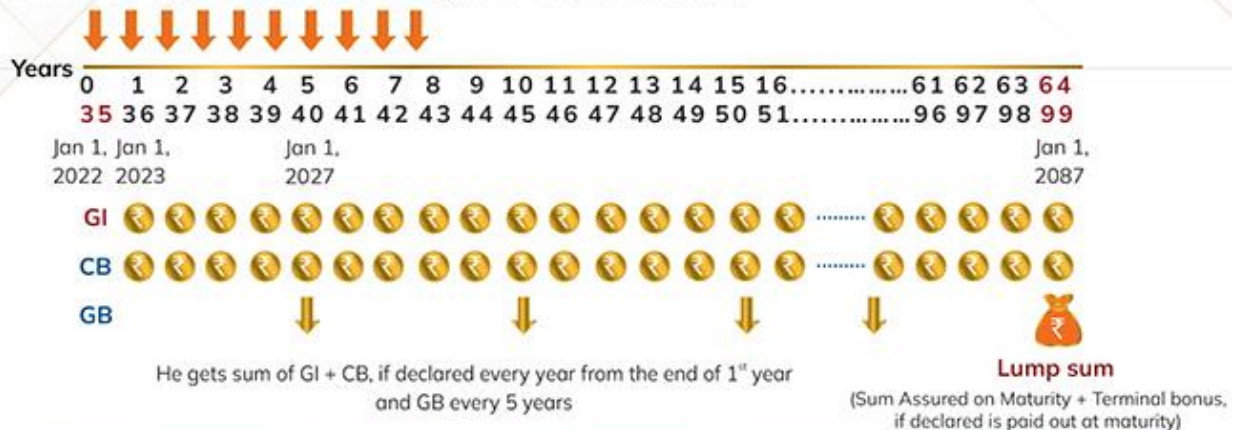 Years
0 1 2 3 4 5 6 7 8 9 10 11 12 13 14 15 16..............61 62 63 64
35 36 37 38 39 40 41 42 43 44 45 46 47 48 49 50 51..............96 97 98 99
Jan 1, Jan 1, Jan 1, Jan 1,
2022 2023 2027 2087
GI ₹ ₹ ₹ ₹ ₹ ₹ ₹ ₹ ₹ ₹ ₹ ₹ ₹ ₹ ₹ ₹ ......... ₹ ₹ ₹ ₹ ₹
CB ₹ ₹ ₹ ₹ ₹ ₹ ₹ ₹ ₹ ₹ ₹ ₹ ₹ ₹ ₹ ₹ ......... ₹ ₹ ₹ ₹ ₹
GB ₹
He gets sum of GI + CB, if declared every year from the end of 1st year
and GB every 5 years
Lump sum
(Sum Assured on Maturity + Terminal bonus,
if declared is paid out at maturity)